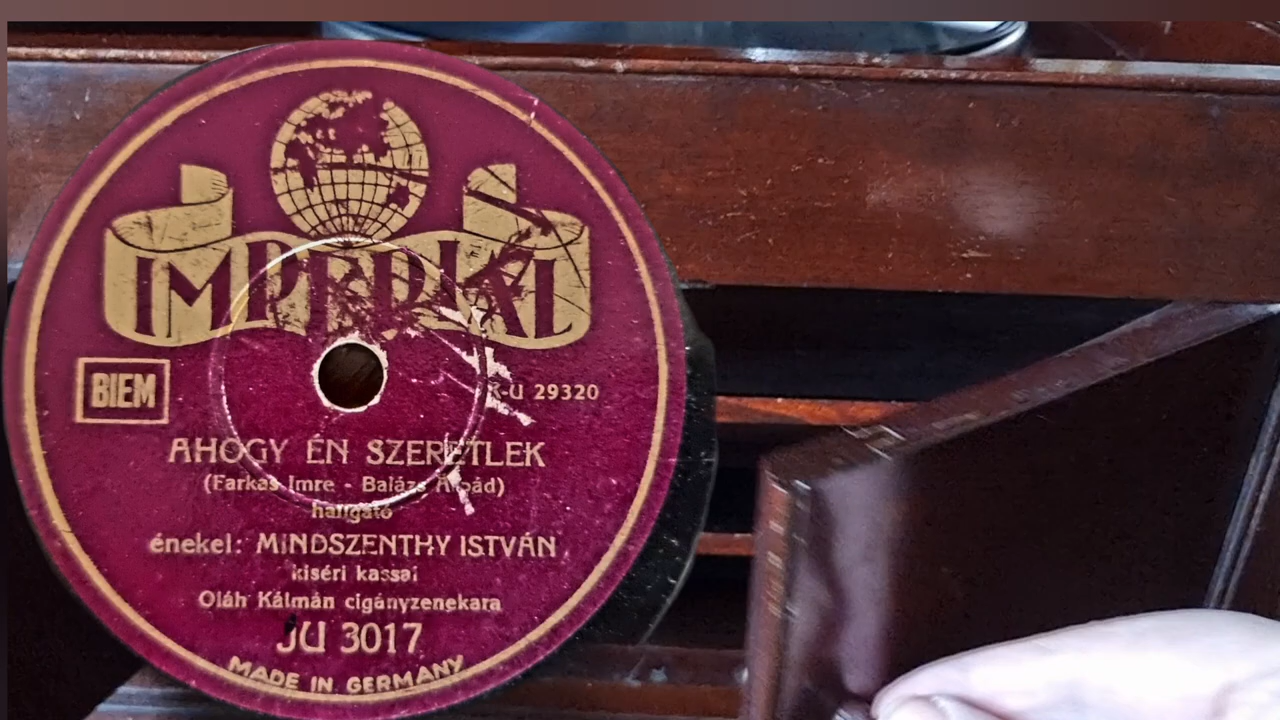 IMPERIAL
BIEM
K-U 29320
AHOGY ÉN SZERETLEK
(Farkas Imre - Balázs Árpád)
hallgató
énekel: MINDSZENTHY ISTVÁN
kiséri kassai
Oláh Kálmán cigányzenekara
JU 3017
MADE IN GERMANY